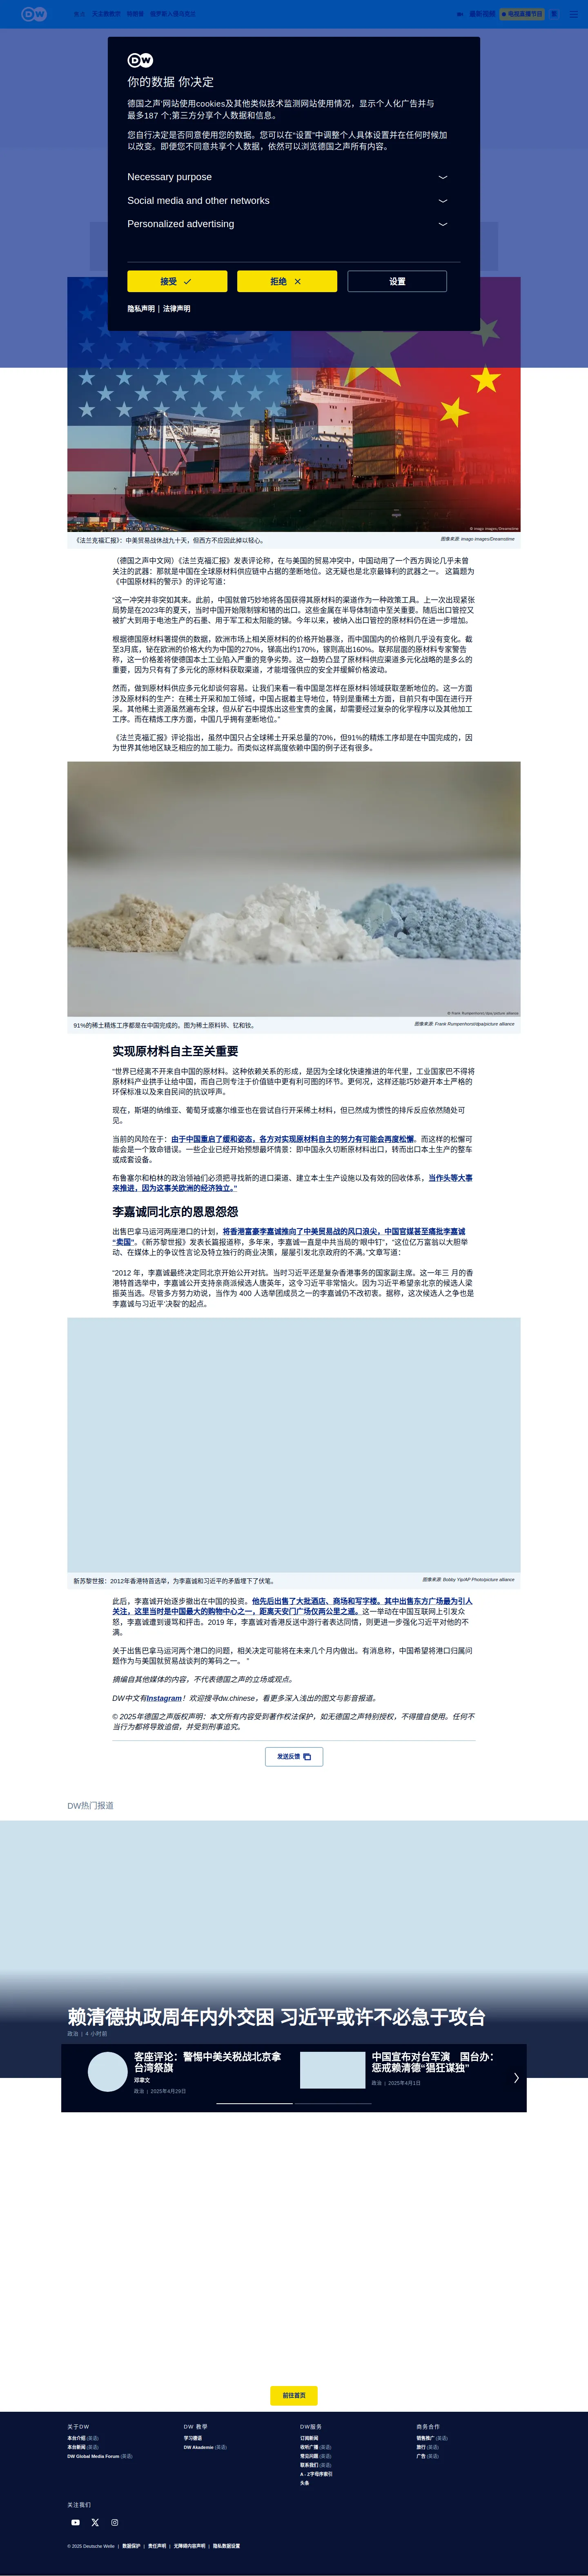 你的数据 你决定
德国之声‘网站使用cookies及其他类似技术监测网站使用情况，显示个人化广告并与
最多187 个;第三方分享个人数据和信息。
您自行决定是否同意使用您的数据。您可以在“设置”中调整个人具体设置并在任何时候加
以改变。即便您不同意共享个人数据，依然可以浏览德国之声所有内容。
Necessary purpose
Social media and other networks
Personalized advertising
接受
拒绝
设置
隐私声明 | 法律声明
© imago images/Dreamstime
《法兰克福汇报》：中美贸易战休战九十天，但西方不应因此掉以轻心。
图像来源: imago images/Dreamstime
（德国之声中文网）《法兰克福汇报》发表评论称，在与美国的贸易冲突中，中国动用了一个西方舆论几乎未曾
关注的武器：那就是中国在全球原材料供应链中占据的垄断地位。这无疑也是北京最锋利的武器之一。 这篇题为
《中国原材料的警示》的评论写道：
“这一冲突并非突如其来。此前，中国就曾巧妙地将各国获得其原材料的渠道作为一种政策工具。上一次出现紧张
局势是在2023年的夏天，当时中国开始限制镓和锗的出口。这些金属在半导体制造中至关重要。随后出口管控又
被扩大到用于电池生产的石墨、用于军工和太阳能的锑。今年以来，被纳入出口管控的原材料仍在进一步增加。
根据德国原材料署提供的数据，欧洲市场上相关原材料的价格开始暴涨，而中国国内的价格则几乎没有变化。截
至3月底，铋在欧洲的价格大约为中国的270%，锑高出约170%，镓则高出160%。联邦层面的原材料专家警告
称，这一价格差将使德国本土工业陷入严重的竞争劣势。这一趋势凸显了原材料供应渠道多元化战略的是多么的
重要，因为只有有了多元化的原材料获取渠道，才能增强供应的安全并缓解价格波动。
然而，做到原材料供应多元化却谈何容易。让我们来看一看中国是怎样在原材料领域获取垄断地位的。这一方面
涉及原材料的生产：在稀土开采和加工领域，中国占据着主导地位，特别是重稀土方面，目前只有中国在进行开
采。其他稀土资源虽然遍布全球，但从矿石中提炼出这些宝贵的金属，却需要经过复杂的化学程序以及其他加工
工序。而在精炼工序方面，中国几乎拥有垄断地位。”
《法兰克福汇报》评论指出，虽然中国只占全球稀土开采总量的70%，但91%的精炼工序却是在中国完成的，因
为世界其他地区缺乏相应的加工能力。而类似这样高度依赖中国的例子还有很多。
© Frank Rumpenhorst/dpa/picture alliance
91%的稀土精炼工序都是在中国完成的。图为稀土原料铈、钇和钕。
图像来源: Frank Rumpenhorst/dpa/picture alliance
实现原材料自主至关重要
“世界已经离不开来自中国的原材料。这种依赖关系的形成，是因为全球化快速推进的年代里，工业国家巴不得将
原材料产业拱手让给中国，而自己则专注于价值链中更有利可图的环节。更何况，这样还能巧妙避开本土严格的
环保标准以及来自民间的抗议呼声。
现在，斯堪的纳维亚、葡萄牙或塞尔维亚也在尝试自行开采稀土材料，但已然成为惯性的排斥反应依然随处可
见。
当前的风险在于：由于中国重启了缓和姿态，各方对实现原材料自主的努力有可能会再度松懈。而这样的松懈可
能会是一个致命错误。一些企业已经开始预想最坏情景：即中国永久切断原材料出口，转而出口本土生产的整车
或成套设备。
布鲁塞尔和柏林的政治领袖们必须把寻找新的进口渠道、建立本土生产设施以及有效的回收体系，当作头等大事
来推进，因为这事关欧洲的经济独立。”
李嘉诚同北京的恩恩怨怨
出售巴拿马运河两座港口的计划，将香港富豪李嘉诚推向了中美贸易战的风口浪尖，中国官媒甚至痛批李嘉诚
“卖国”。《新苏黎世报》发表长篇报道称，多年来，李嘉诚一直是中共当局的‘眼中钉’，“这位亿万富翁以大胆举
动、在媒体上的争议性言论及特立独行的商业决策，屡屡引发北京政府的不满。”文章写道：
“2012 年，李嘉诚最终决定同北京开始公开对抗。当时习近平还是复杂香港事务的国家副主席。这一年三 月的香
港特首选举中，李嘉诚公开支持亲商派候选人唐英年，这令习近平非常恼火。因为习近平希望亲北京的候选人梁
振英当选。尽管多方努力劝说，当作为 400 人选举团成员之一的李嘉诚仍不改初衷。据称，这次候选人之争也是
李嘉诚与习近平‘决裂’的起点。
新苏黎世报：2012年香港特首选举，为李嘉诚和习近平的矛盾埋下了伏笔。
图像来源: Bobby Yip/AP Photo/picture alliance
此后，李嘉诚开始逐步撤出在中国的投资。他先后出售了大批酒店、商场和写字楼。其中出售东方广场最为引人
关注，这里当时是中国最大的购物中心之一，距离天安门广场仅两公里之遥。这一举动在中国互联网上引发众
怒，李嘉诚遭到谩骂和抨击。2019 年，李嘉诚对香港反送中游行者表达同情，则更进一步强化习近平对他的不
满。
关于出售巴拿马运河两个港口的问题，相关决定可能将在未来几个月内做出。有消息称，中国希望将港口归属问
题作为与美国就贸易战谈判的筹码之一。 ”
摘编自其他媒体的内容，不代表德国之声的立场或观点。
DW中文有Instagram！欢迎搜寻dw.chinese，看更多深入浅出的图文与影音报道。
© 2025年德国之声版权声明：本文所有内容受到著作权法保护，如无德国之声特别授权，不得擅自使用。任何不
当行为都将导致追偿，并受到刑事追究。
发送反馈
DW热门报道
赖清德执政周年内外交困 习近平或许不必急于攻台
政治 | 4 小时前
客座评论：警惕中美关税战北京拿
台湾祭旗
邓聿文
政治 | 2025年4月29日
中国宣布对台军演 国台办：
惩戒赖清德“猖狂谋独”
政治 | 2025年4月1日
前往首页
关于DW
本台介绍 (英语)
本台新闻 (英语)
DW Global Media Forum (英语)
DW 教學
学习德语
DW Akademie (英语)
DW服务
订阅新闻
收听广播 (英语)
常见问题 (英语)
联系我们 (英语)
A - Z字母序索引
头条
商务合作
销售推广 (英语)
旅行 (英语)
广告 (英语)
关注我们
© 2025 Deutsche Welle | 数据保护 | 责任声明 | 无障碍内容声明 | 隐私数据设置